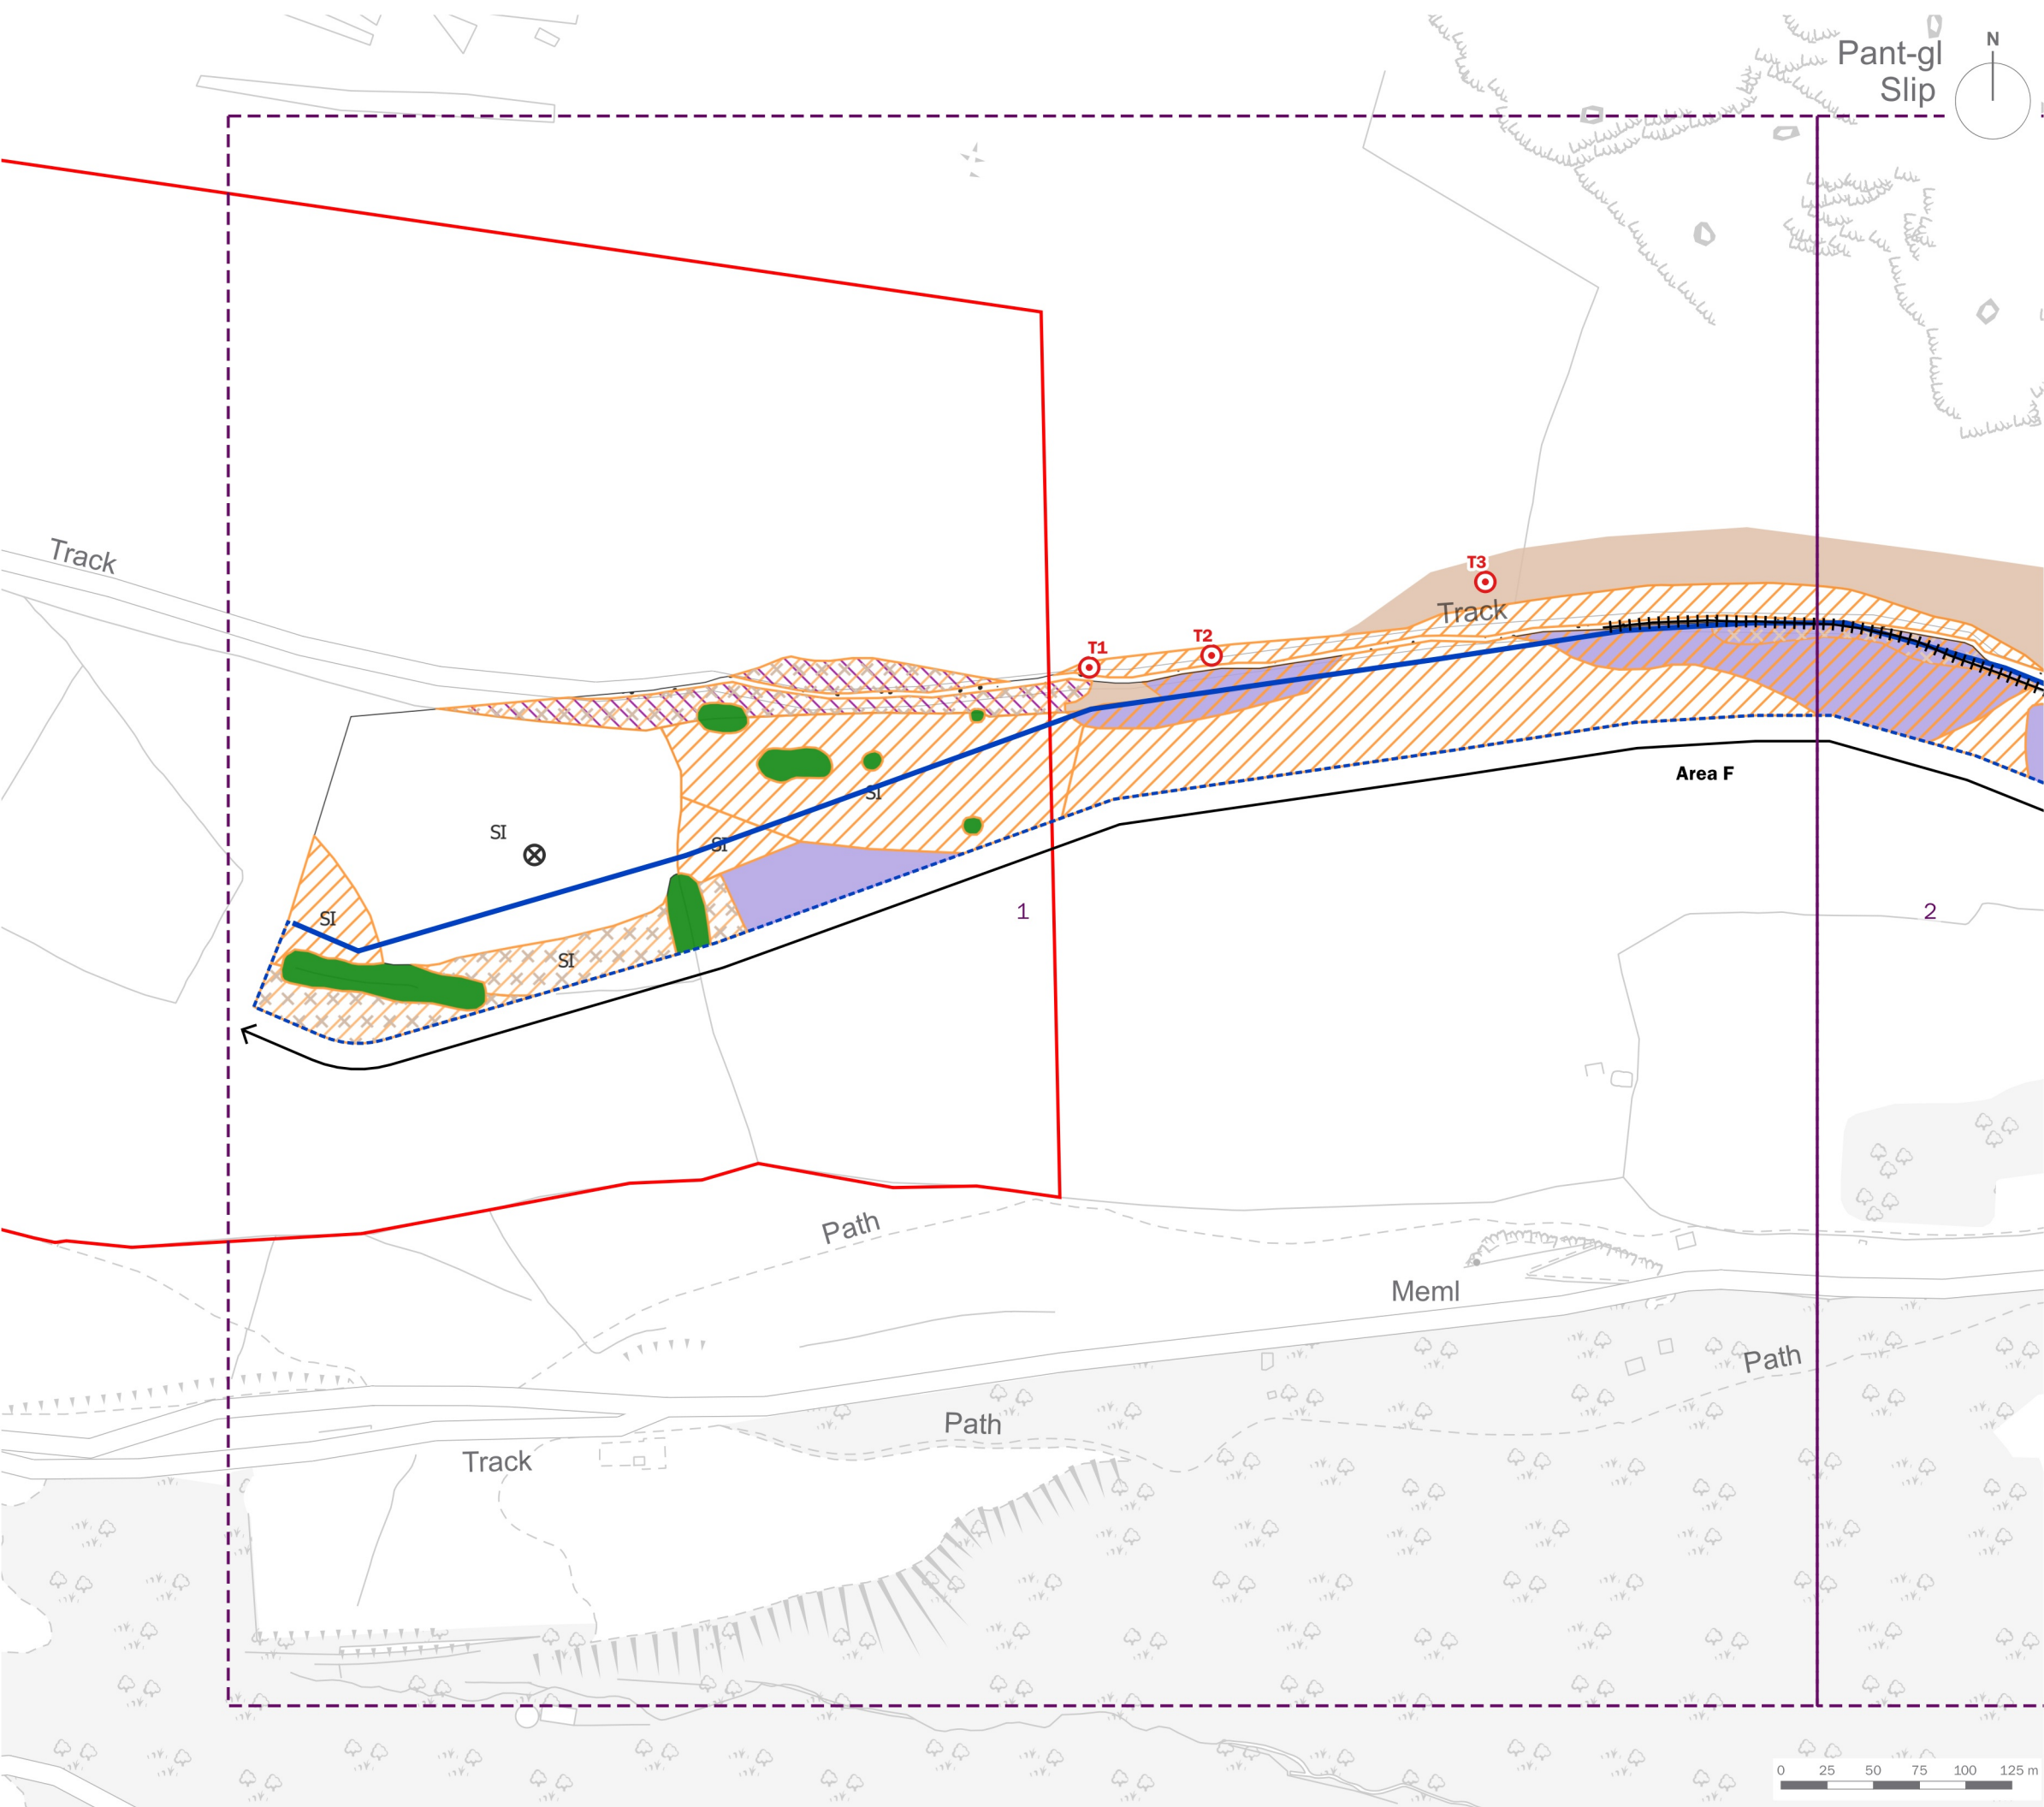 Pant-gl
Slip
N
Track
T3
Track
T1
T2
Area F
SI
SI
SI
SI
SI
1
2
Path
Meml
Path
Path
Track
0 25 50 75 100 125 m